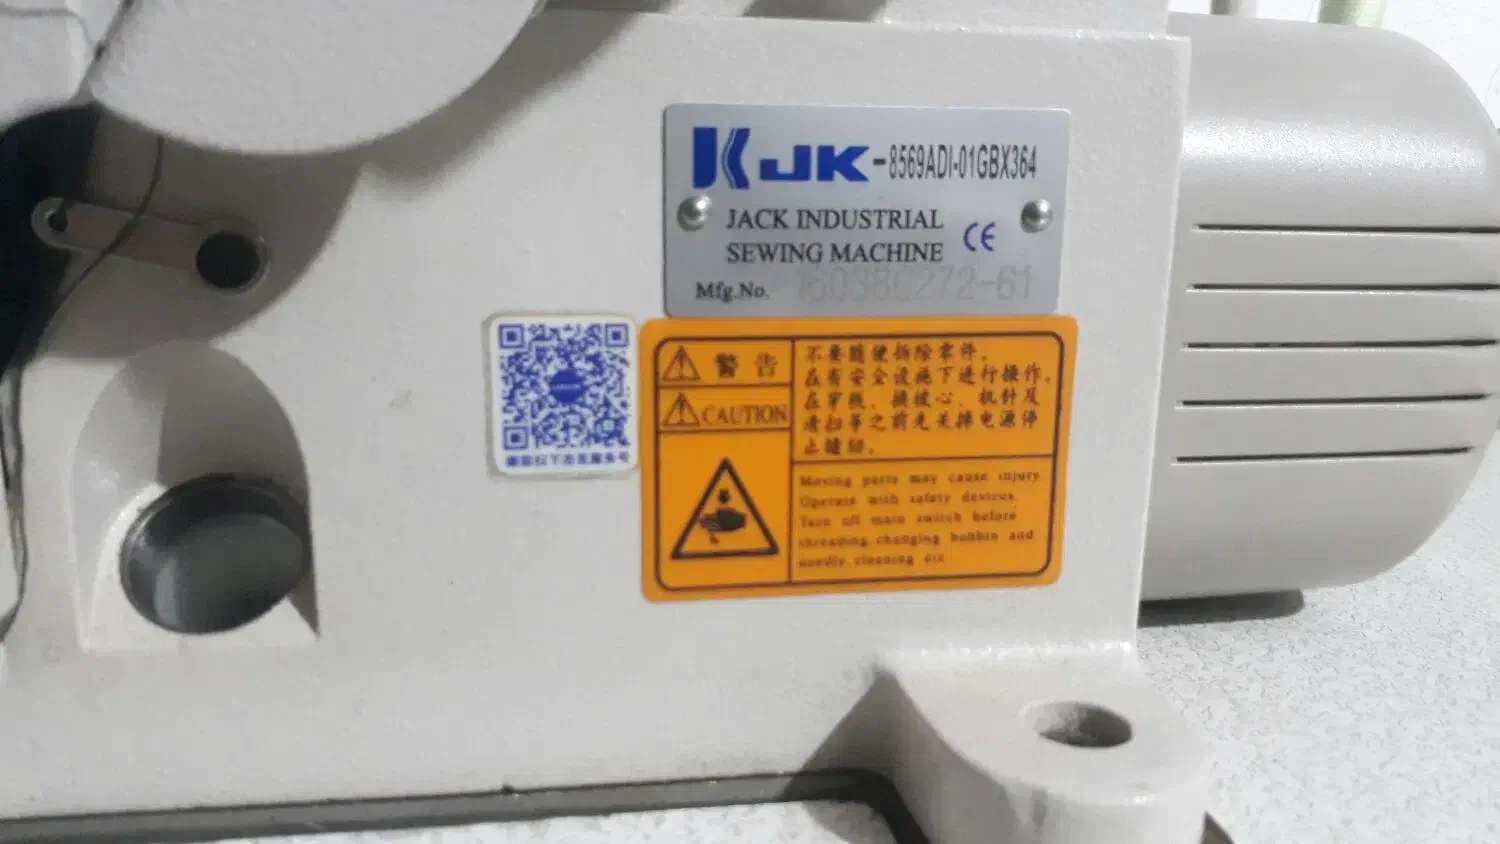 JK-8569ADI-01GBX364
JACK INDUSTRIAL
SEWING MACHINE
CE
Mfg.No.
警告
CAUTION
不要随便拆除零件。
在有安全设施下进行操作。
在穿线、换梭心、机针及
清扫等之前先关掉电源停
止缝纫。
Moving parts may cause injury
Operate with safety devices.
Turn off main switch before
threading, changing bobbin and
needly, cleaning etc